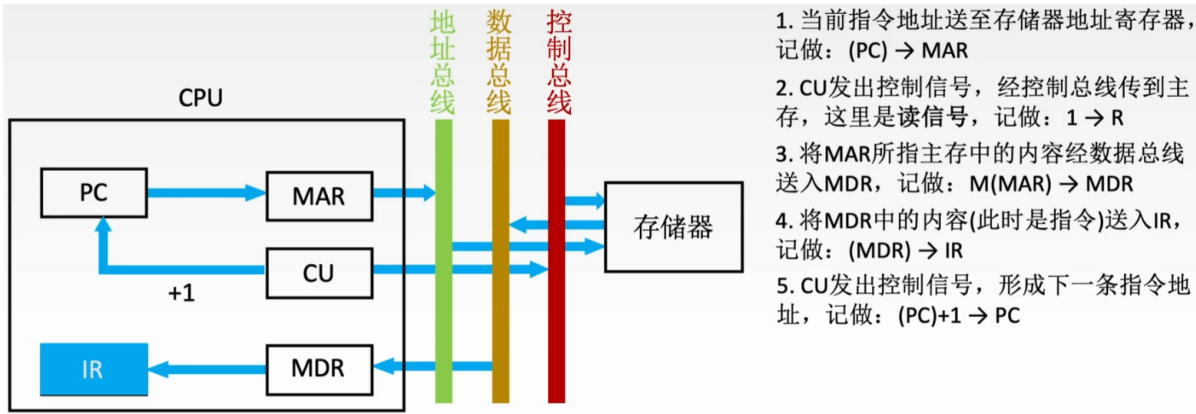 地址总线
数据总线
控制总线
CPU
PC
MAR
CU
+1
IR
MDR
存储器
1. 当前指令地址送至存储器地址寄存器，
记做：(PC) → MAR
2. CU发出控制信号，经控制总线传到主
存，这里是读信号，记做：1 → R
3. 将MAR所指主存中的内容经数据总线
送入MDR，记做：M(MAR) → MDR
4. 将MDR中的内容(此时是指令)送入IR，
记做：(MDR) → IR
5. CU发出控制信号，形成下一条指令地
址，记做：(PC)+1 → PC